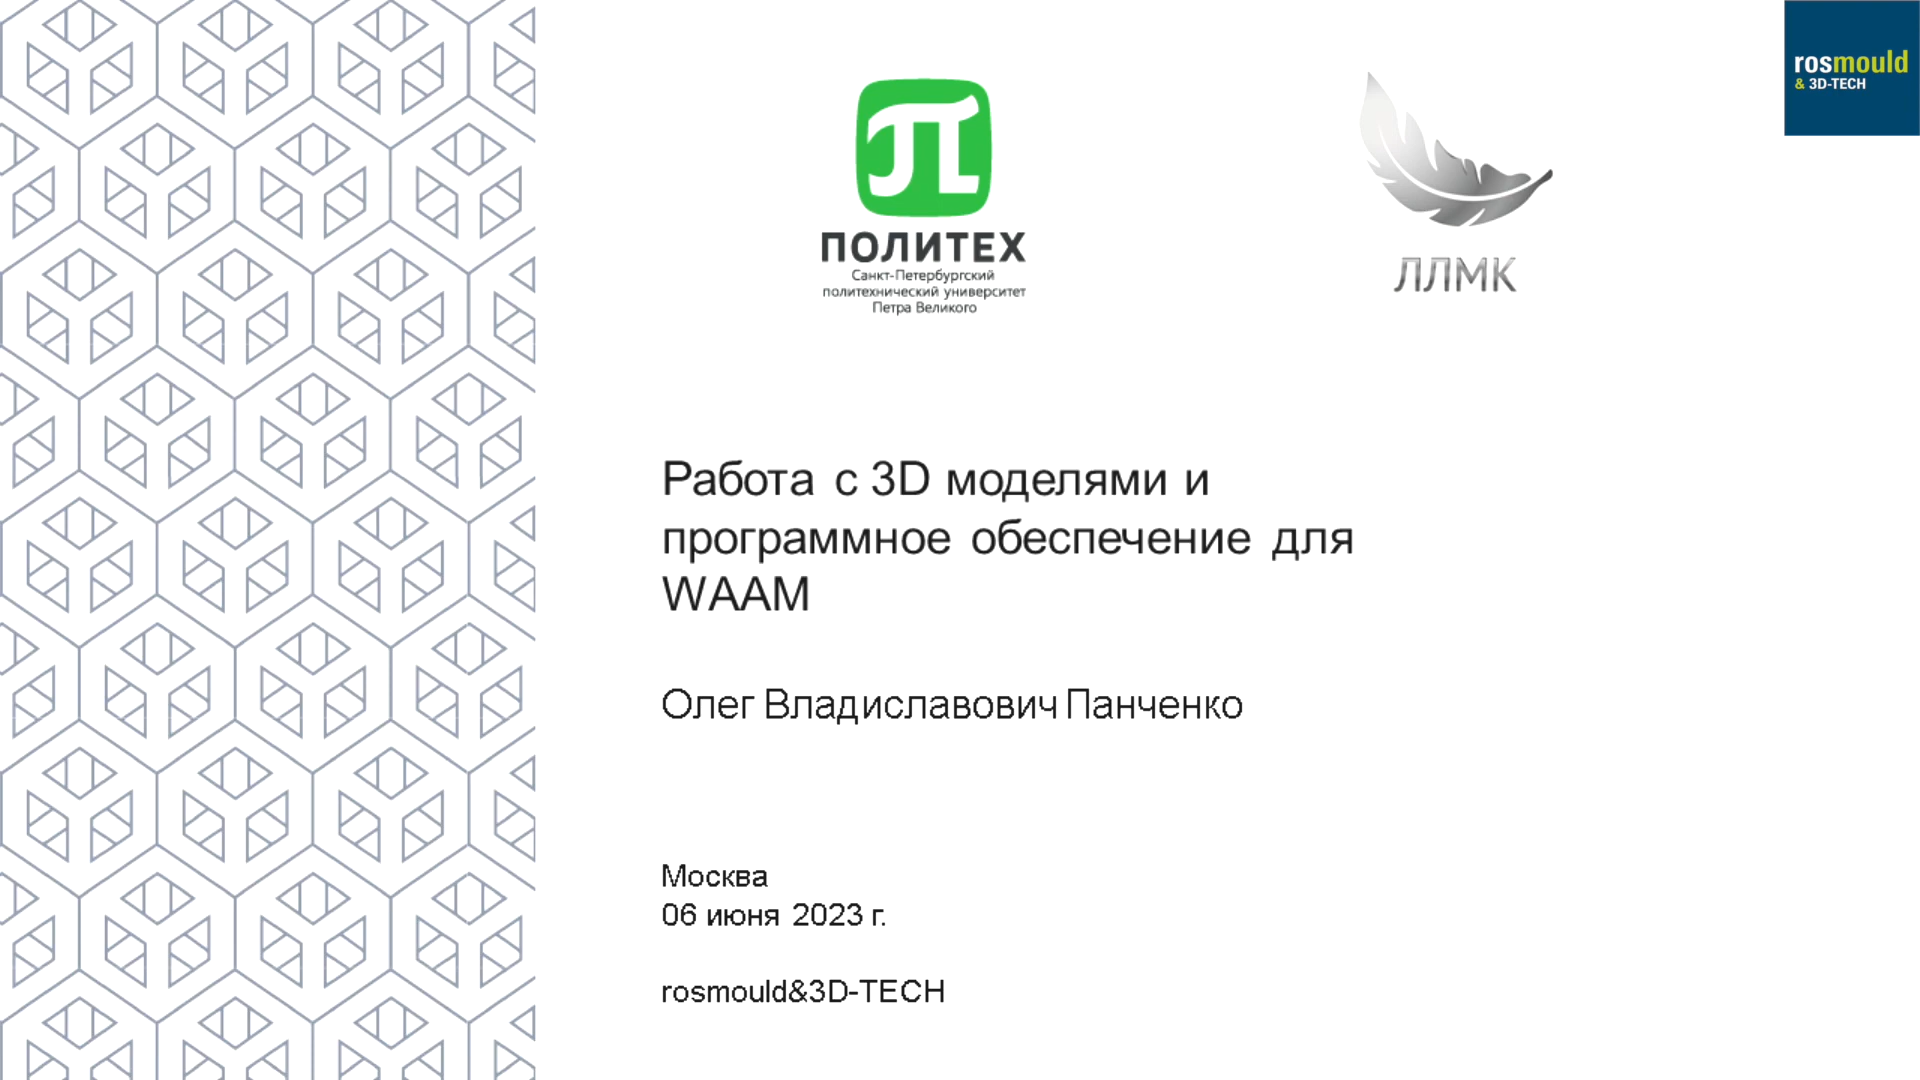 rosmould
& 3D-TECH
ПОЛИТЕХ
Санкт-Петербургский
политехнический университет
Петра Великого
ЛЛМК
Работа с 3D моделями и
программное обеспечение для
WAAM
Олег Владиславович Панченко
Москва
06 июня 2023 г.
rosmould&3D-TECH